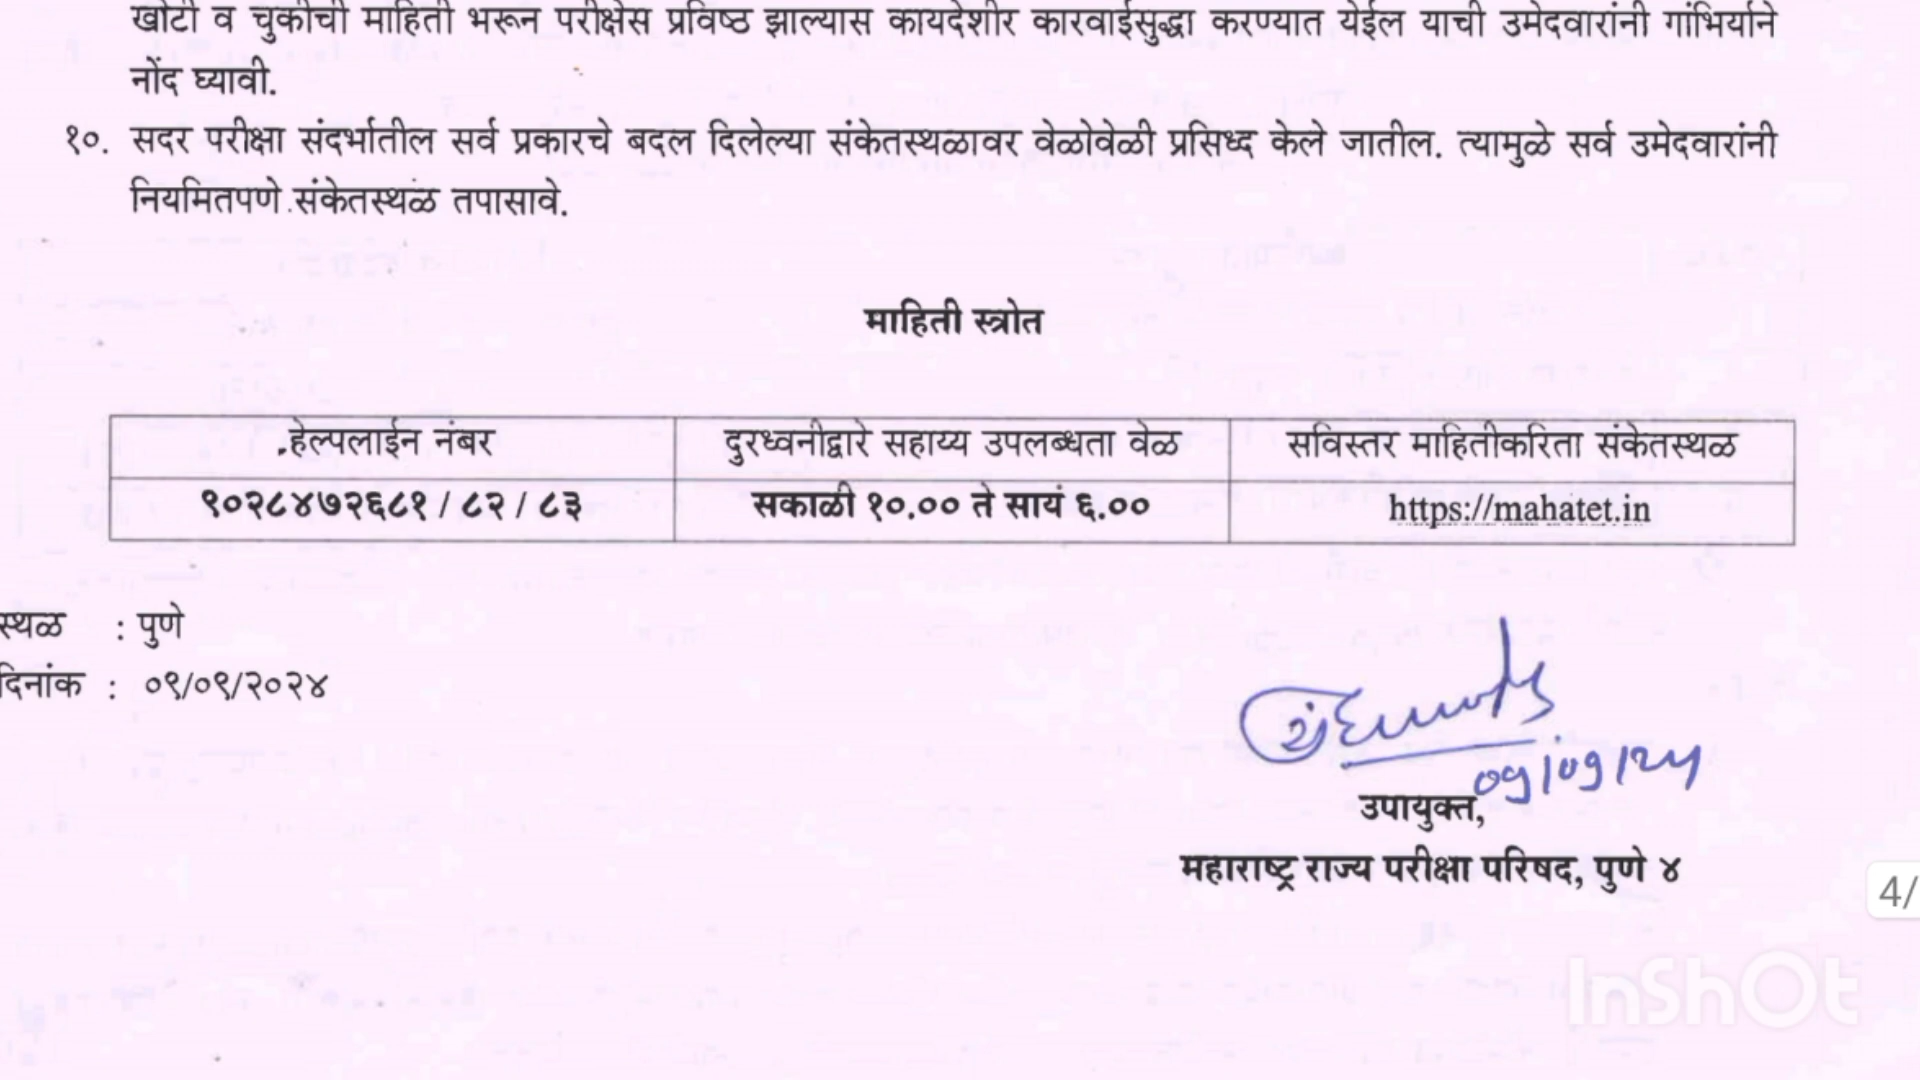 खोटी व चुकीची माहिती भरून परीक्षेस प्रविष्ठ झाल्यास कायदेशीर कारवाईसुद्धा करण्यात येईल याची उमेदवारांनी गांभिर्याने
नोंद घ्यावी.
१०. सदर परीक्षा संदर्भातील सर्व प्रकारचे बदल दिलेल्या संकेतस्थळावर वेळोवेळी प्रसिध्द केले जातील. त्यामुळे सर्व उमेदवारांनी
नियमितपणे संकेतस्थळ तपासावे.
माहिती स्त्रोत
हेल्पलाईन नंबर दुरध्वनीद्वारे सहाय्य उपलब्धता वेळ सविस्तर माहितीकरिता संकेतस्थळ
९०२८४७२६८१ / ८२ / ८३ सकाळी १०.०० ते सायं ६.०० https://mahatet.in
स्थळ : पुणे
दिनांक : ०९/०९/२०२४
09/09/24
उपायुक्त,
महाराष्ट्र राज्य परीक्षा परिषद, पुणे ४
4/
InShOt